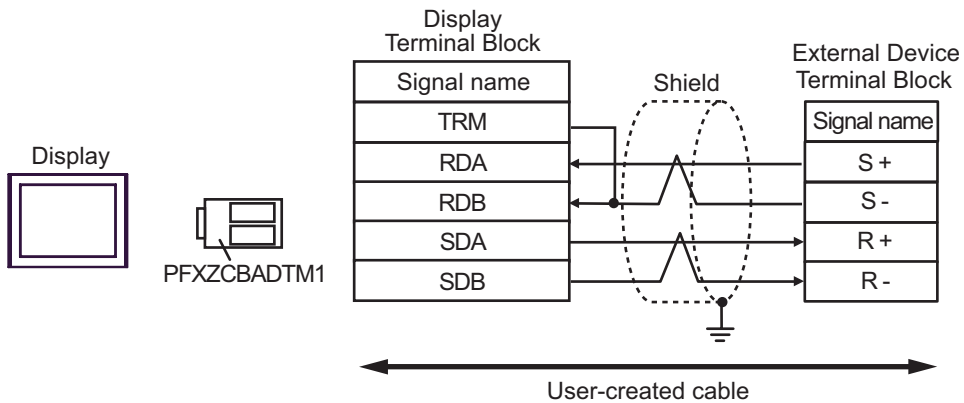 Display
Terminal Block
External Device
Terminal Block
Shield
Signal name
TRM
RDA
RDB
SDA
SDB
Signal name
S +
S -
R +
R -
Display
PFXZCBADTM1
User-created cable